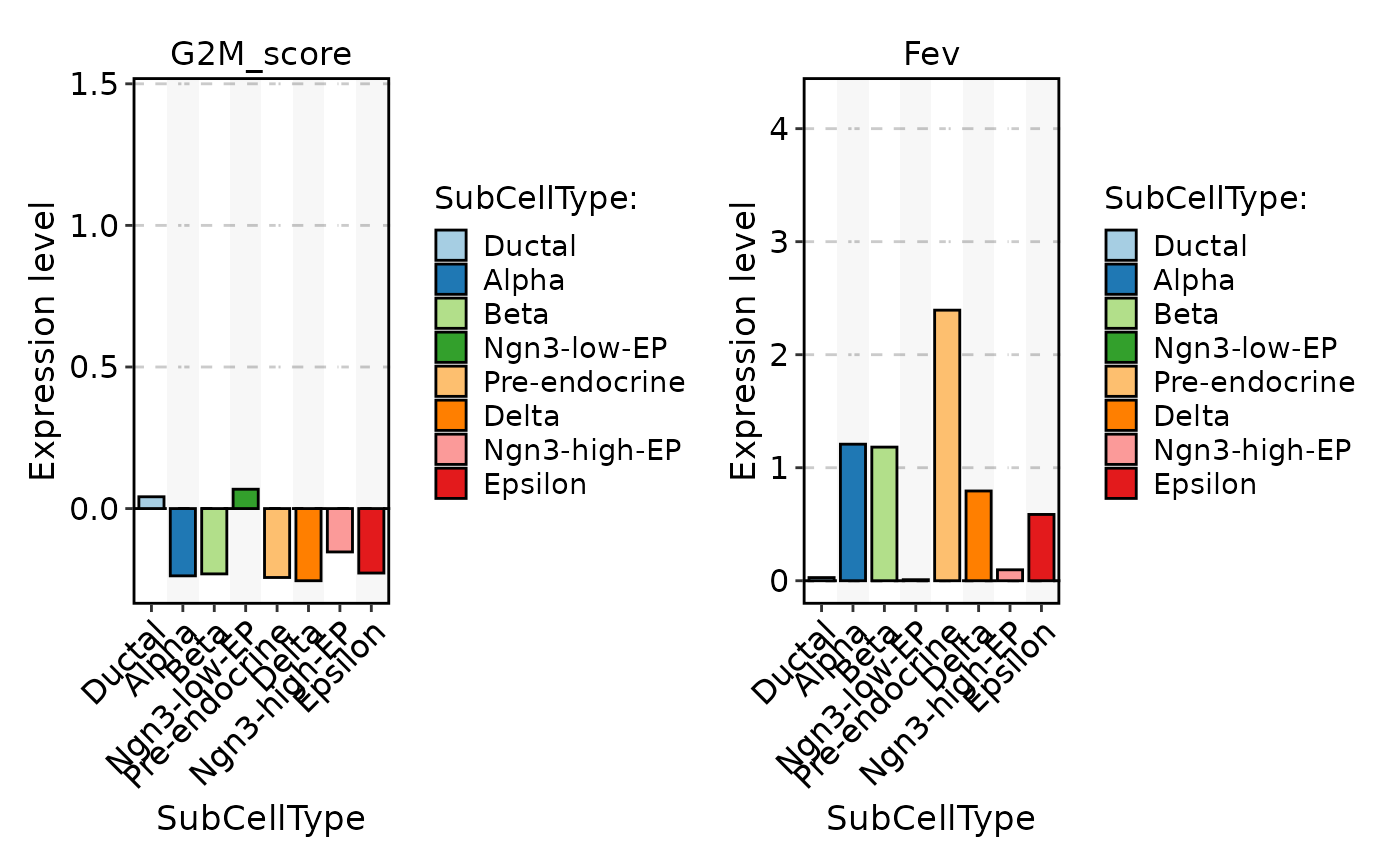 G2M_score
Expression level
1.5
1.0
0.5
0.0
Ductal
Alpha
Beta
Ngn3-low-EP
Pre-endocrine
Delta
Ngn3-high-EP
Epsilon
SubCellType
SubCellType:
Ductal
Alpha
Beta
Ngn3-low-EP
Pre-endocrine
Delta
Ngn3-high-EP
Epsilon
Fev
Expression level
4
3
2
1
0
Ductal
Alpha
Beta
Ngn3-low-EP
Pre-endocrine
Delta
Ngn3-high-EP
Epsilon
SubCellType
SubCellType:
Ductal
Alpha
Beta
Ngn3-low-EP
Pre-endocrine
Delta
Ngn3-high-EP
Epsilon